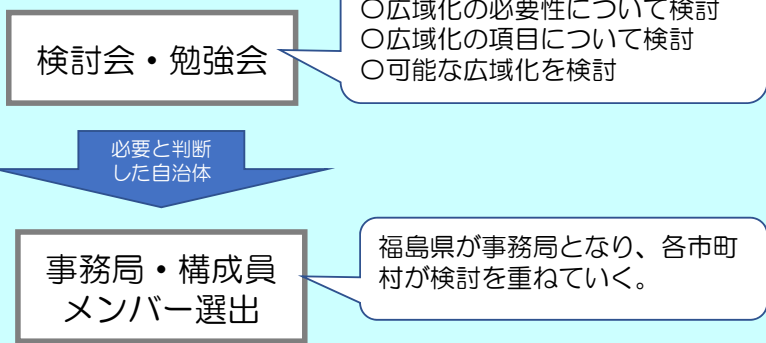 〇広域化の必要性について検討
〇広域化の項目について検討
〇可能な広域化を検討
検討会・勉強会
必要と判断
した自治体
事務局・構成員
メンバー選出
福島県が事務局となり、各市町
村が検討を重ねていく。